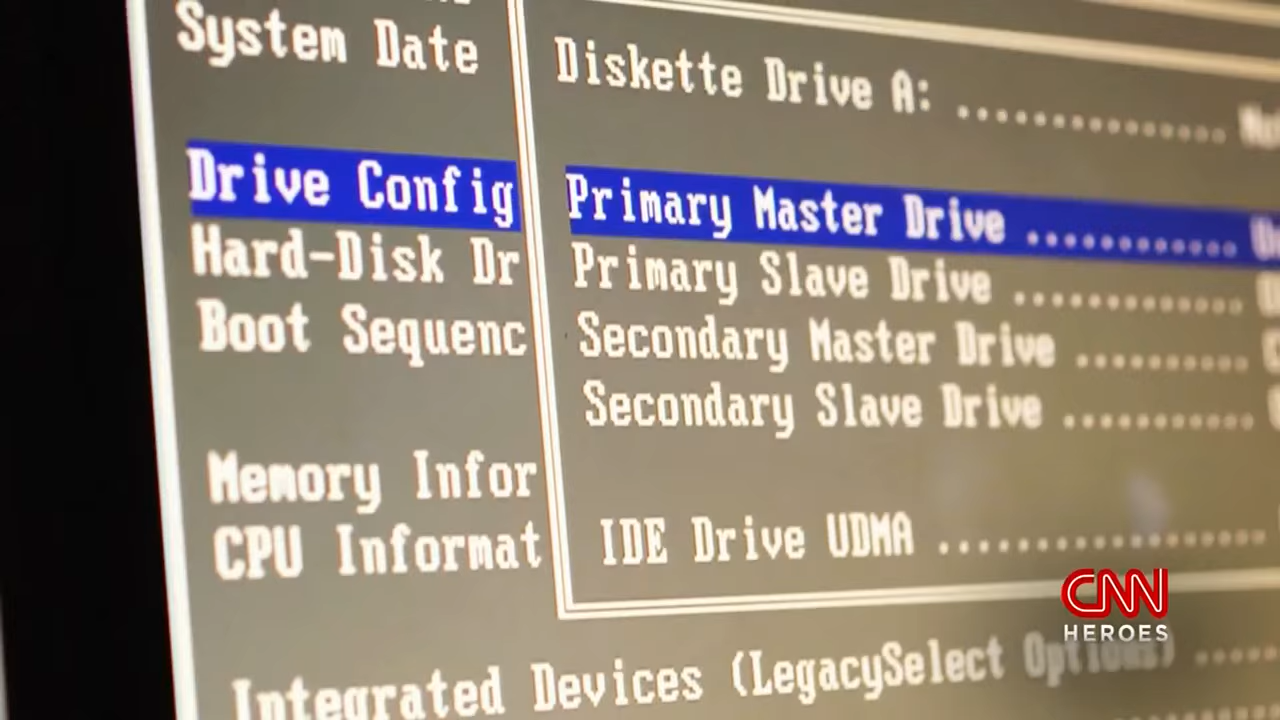 System Date
Diskette Drive A: ...............
Drive Config
Primary Master Drive ............
Hard-Disk Dr
Primary Slave Drive .............
Boot Sequenc
Secondary Master Drive .........
Secondary Slave Drive ...........
Memory Infor
CPU Informat
IDE Drive UDMA ..................
Integrated Devices (LegacySelect Options) .....
CNN
HEROES